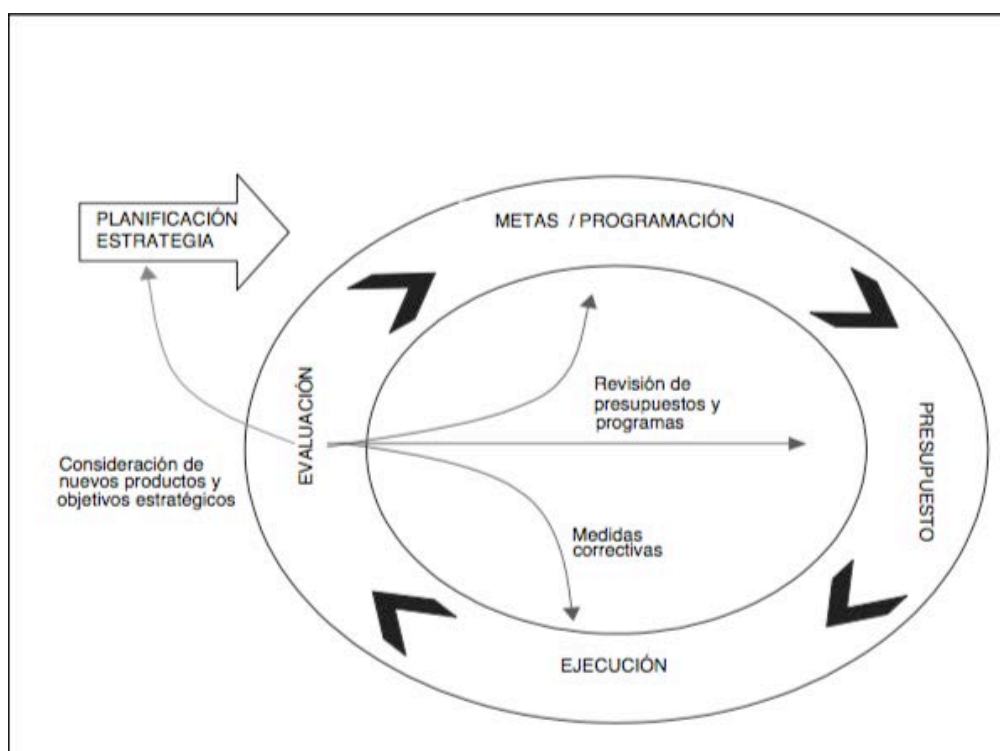 PLANIFICACIÓN
ESTRATEGIA
METAS / PROGRAMACIÓN
EVALUACIÓN
Revisión de
presupuestos y
programas
PRESUPUESTO
Consideración de
nuevos productos y
objetivos estratégicos
Medidas
correctivas
EJECUCIÓN